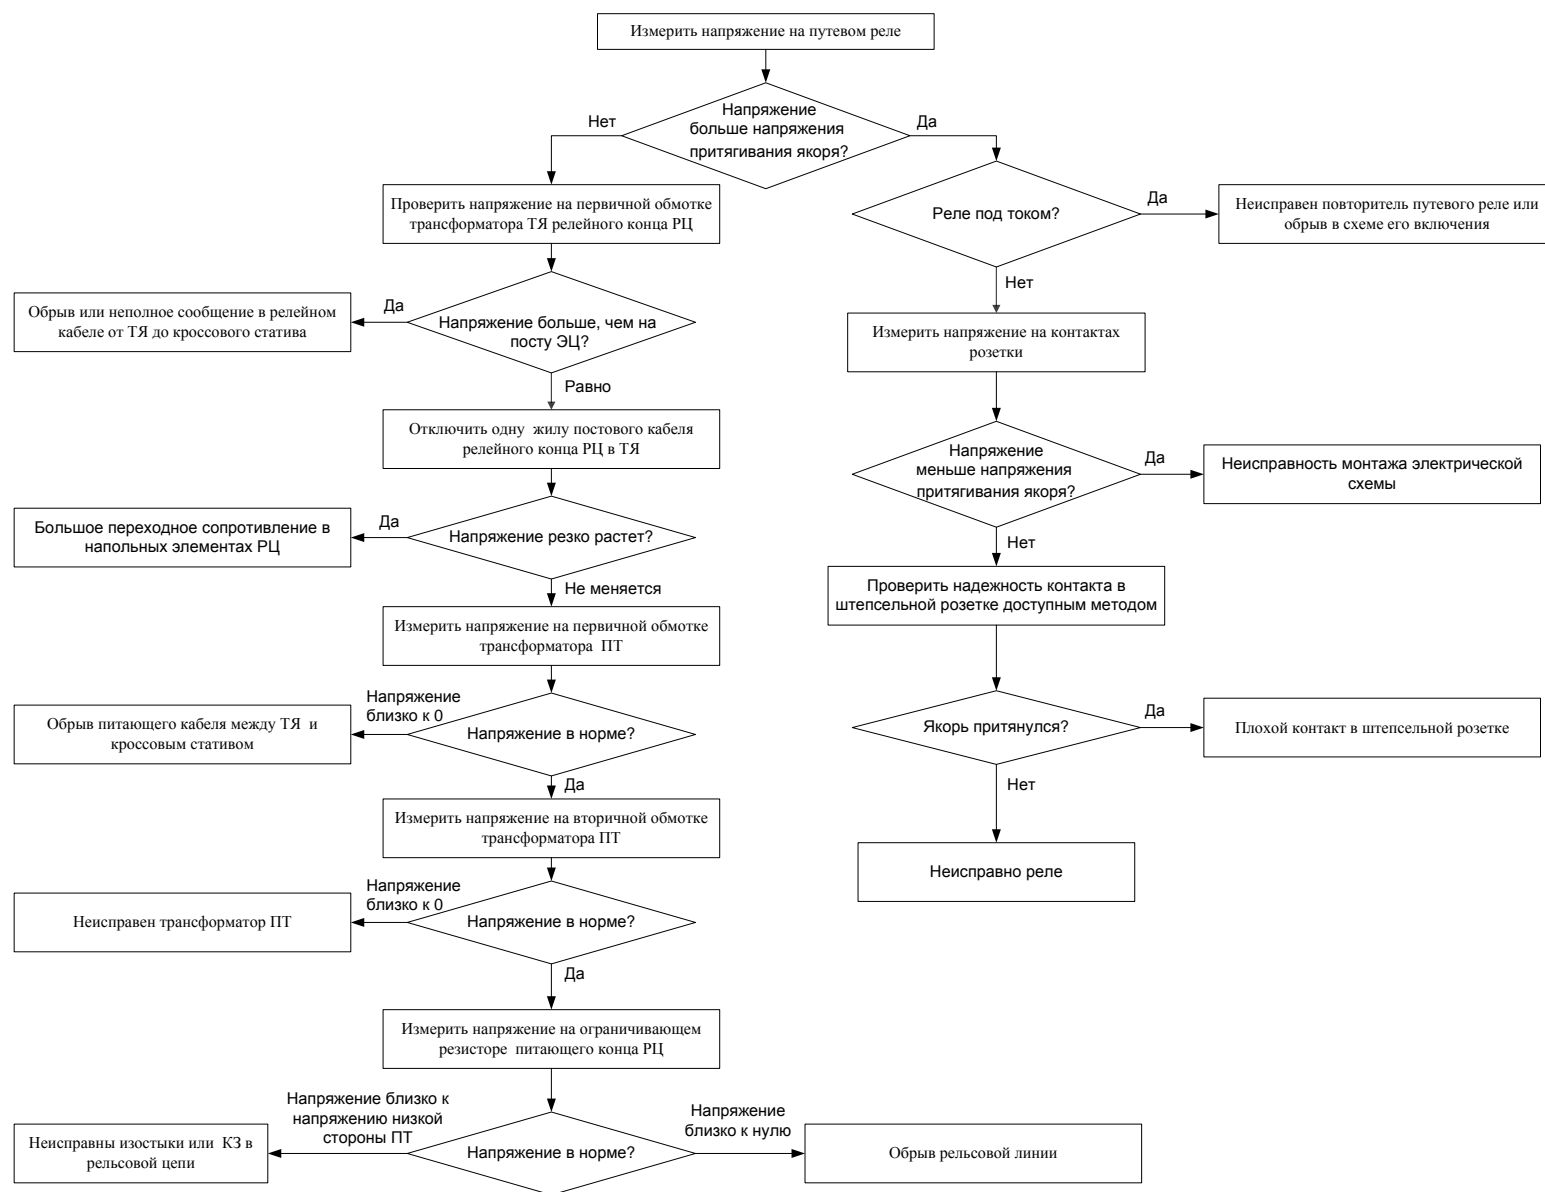 Измерить напряжение на путевом реле
Напряжение
больше напряжения
притягивания якоря?
Нет
Да
Проверить напряжение на первичной обмотке
трансформатора ТЯ релейного конца РЦ
Реле под током?
Да
Неисправен повторитель путевого реле или
обрыв в схеме его включения
Нет
Обрыв или неполное сообщение в релейном
кабеле от ТЯ до кроссового статива
Да
Напряжение больше, чем на
посту ЭЦ?
Измерить напряжение на контактах
розетки
Равно
Отключить одну жилу постового кабеля
релейного конца РЦ в ТЯ
Напряжение
меньше напряжения
притягивания якоря?
Да
Неисправность монтажа электрической
схемы
Большое переходное сопротивление в
напольных элементах РЦ
Да
Напряжение резко растет?
Нет
Не меняется
Проверить надежность контакта в
штепсельной розетке доступным методом
Измерить напряжение на первичной обмотке
трансформатора ПТ
Напряжение
близко к 0
Обрыв питающего кабеля между ТЯ и
кроссовым стативом
Напряжение в норме?
Якорь притянулся?
Да
Плохой контакт в штепсельной розетке
Да
Нет
Измерить напряжение на вторичной обмотке
трансформатора ПТ
Неисправно реле
Напряжение
близко к 0
Неисправен трансформатор ПТ
Напряжение в норме?
Да
Измерить напряжение на ограничивающем
резисторе питающего конца РЦ
Напряжение близко к
напряжению низкой
стороны ПТ
Напряжение
близко к нулю
Неисправны изостыки или КЗ в
рельсовой цепи
Напряжение в норме?
Обрыв рельсовой линии